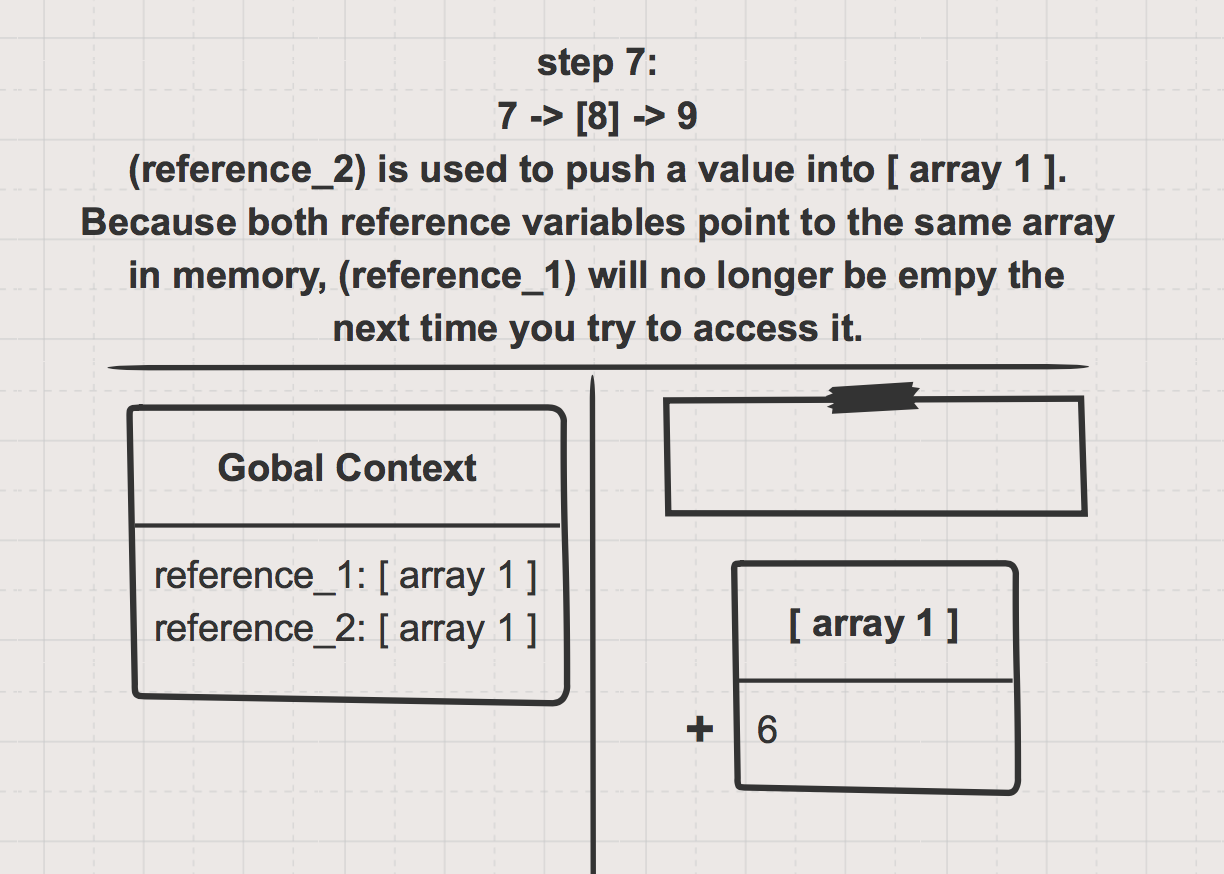 step 7:
7 -> [8] -> 9
(reference_2) is used to push a value into [ array 1 ].
Because both reference variables point to the same array
in memory, (reference_1) will no longer be empy the
next time you try to access it.
Gobal Context
reference_1: [ array 1 ]
reference_2: [ array 1 ]
[ array 1 ]
+ 6